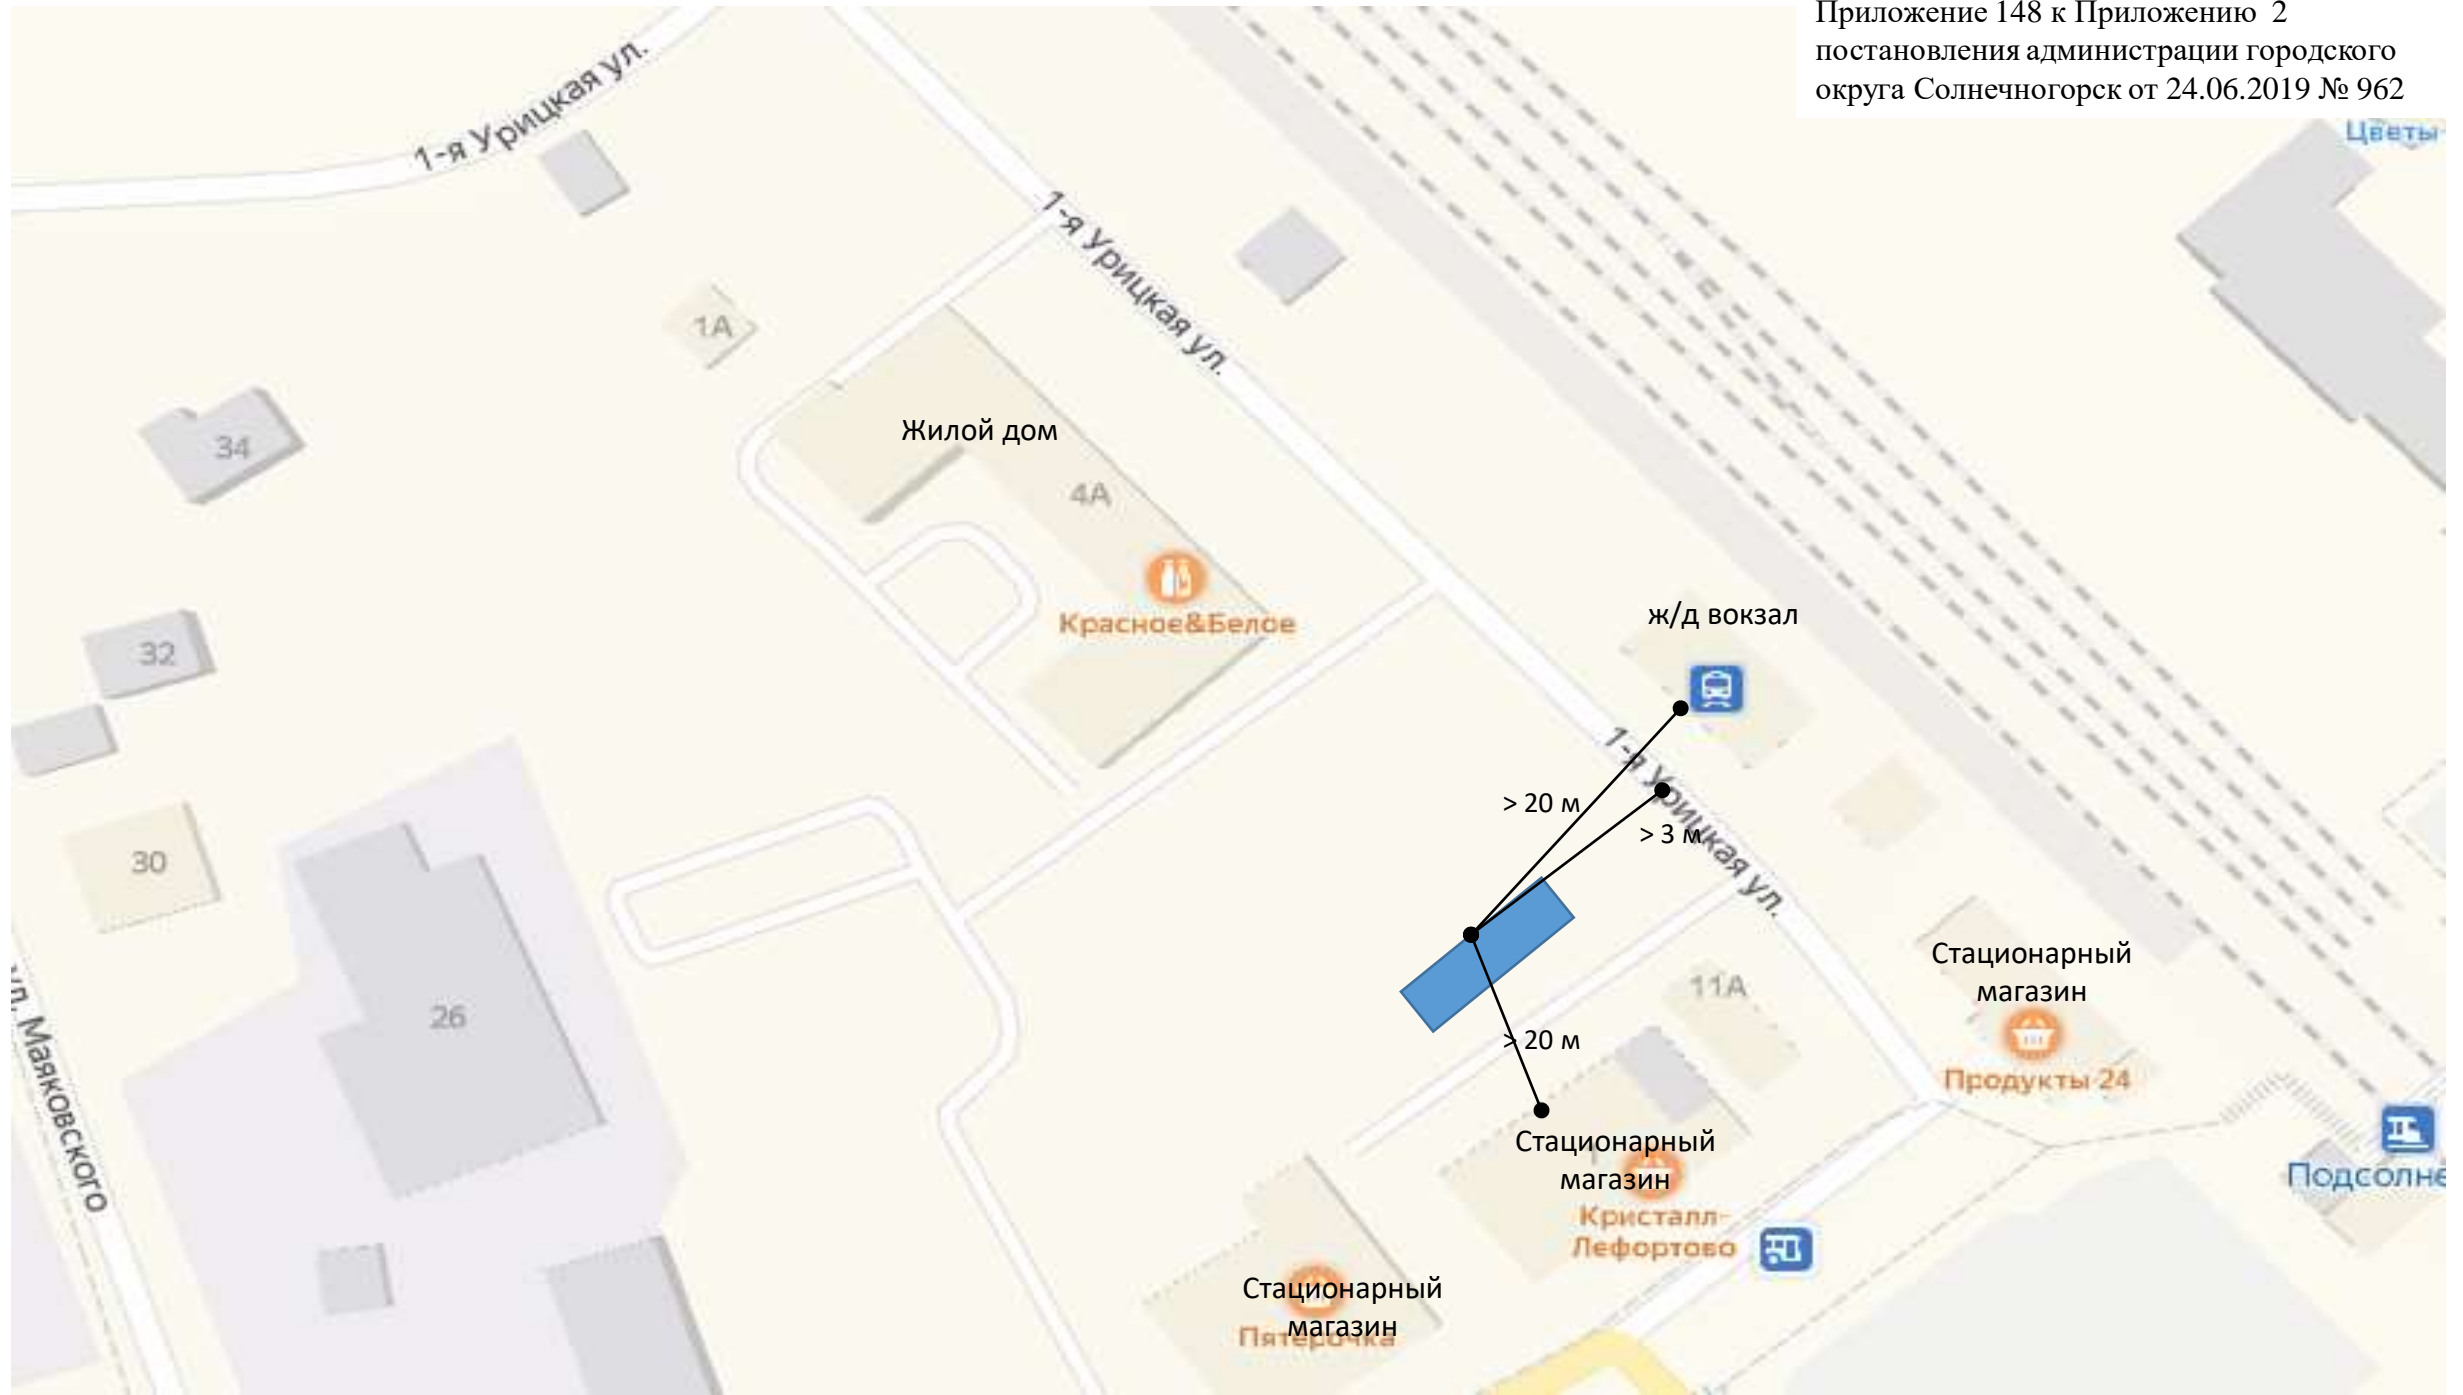 Приложение 148 к Приложению 2
постановления администрации городского
округа Солнечногорск от 24.06.2019 № 962
Цветы
1-я Урицкая ул.
1-я Урицкая ул.
1А
34
Жилой дом
4А
Красное&Белое
32
ж/д вокзал
1-я Урицкая ул.
> 20 м
> 3 м
30
26
11А
Стационарный
магазин
Продукты 24
> 20 м
ул. Маяковского
Стационарный
магазин
Кристалл-
Лефортово
Подсолне
Стационарный
магазин
Пятёрочка